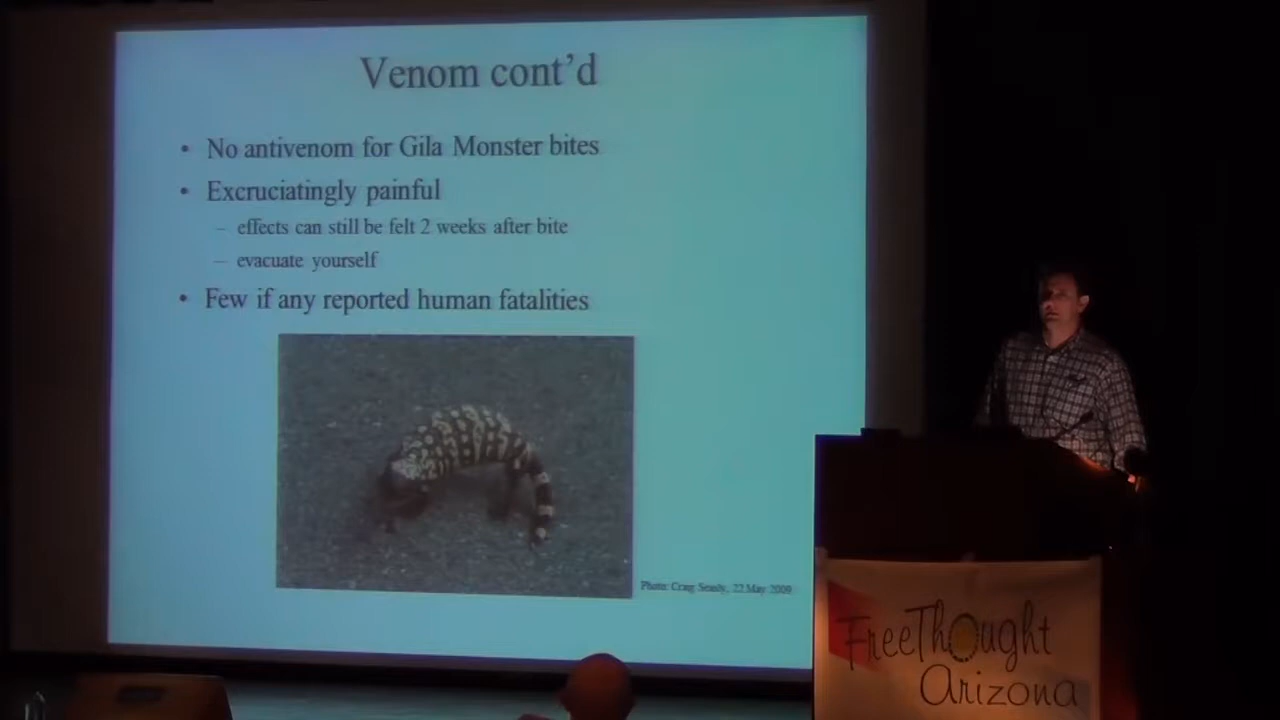 Venom cont'd
• No antivenom for Gila Monster bites
• Excruciatingly painful
– effects can still be felt 2 weeks after bite
– evacuate yourself
• Few if any reported human fatalities
Photo: Craig 22 May 2009
FreeThought
Arizona